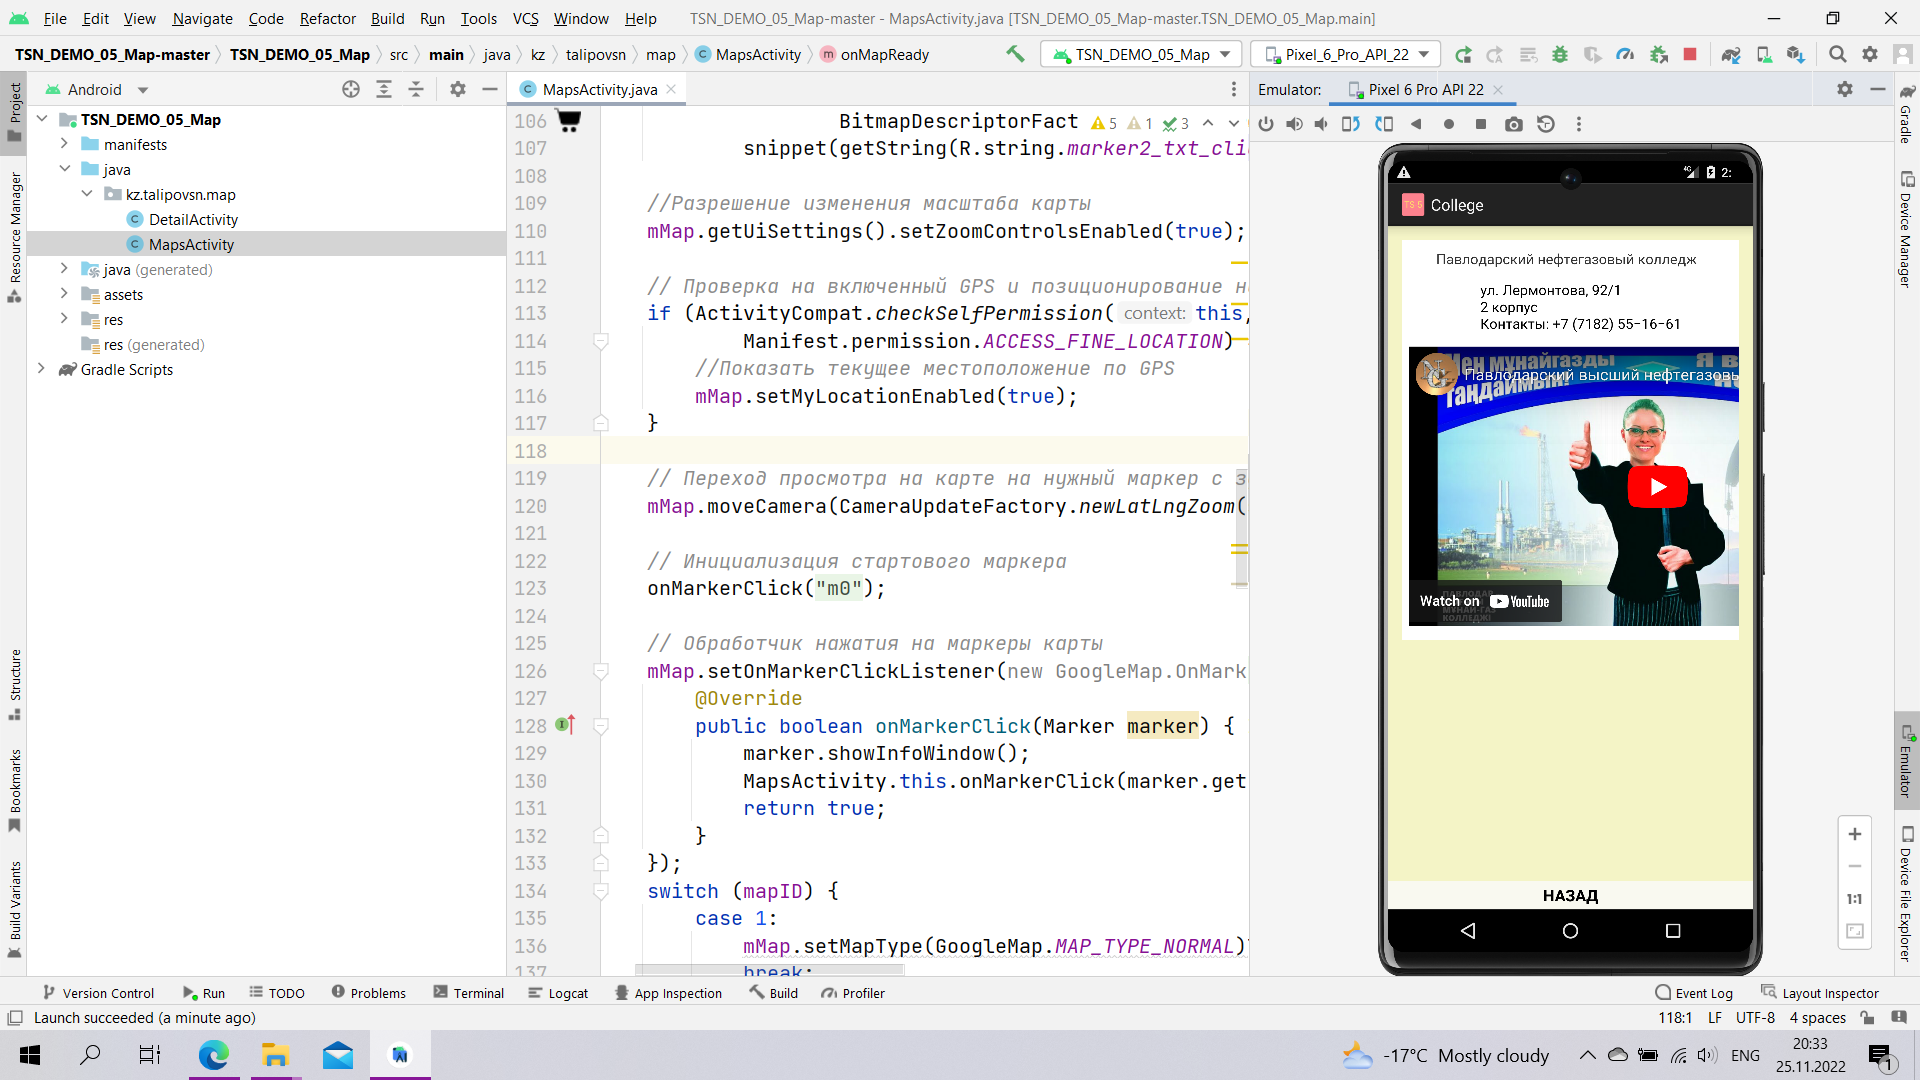 File Edit View Navigate Code Refactor Build Run Tools VCS Window Help TSN_DEMO_05_Map-master - MapsActivity.java [TSN_DEMO_05_Map-master.TSN_DEMO_05_Map.main]
TSN_DEMO_05_Map-master TSN_DEMO_05_Map src main java kz talipovsn map MapsActivity onMapReady TSN_DEMO_05_Map Pixel_6_Pro_API_22
Project
Resource Manager
Structure
Bookmarks
Build Variants
Android
TSN_DEMO_05_Map
manifests
java
kz.talipovsn.map
DetailActivity
MapsActivity
java (generated)
assets
res
res (generated)
Gradle Scripts
MapsActivity.java
5 1 3
106 BitmapDescriptorFact
107 snippet(getString(R.string.marker2_txt_cli
108
109 //Разрешение изменения масштаба карты
110 mMap.getUiSettings().setZoomControlsEnabled(true);
111
112 // Проверка на включенный GPS и позиционирование н
113 if (ActivityCompat.checkSelfPermission( context: this,
114 Manifest.permission.ACCESS_FINE_LOCATION)
115 //Показать текущее местоположение по GPS
116 mMap.setMyLocationEnabled(true);
117 }
118
119 // Переход просмотра на карте на нужный маркер с з
120 mMap.moveCamera(CameraUpdateFactory.newLatLngZoom(
121
122 // Инициализация стартового маркера
123 onMarkerClick("m0");
124
125 // Обработчик нажатия на маркеры карты
126 mMap.setOnMarkerClickListener(new GoogleMap.OnMark
127 @Override
128 public boolean onMarkerClick(Marker marker) {
129 marker.showInfoWindow();
130 MapsActivity.this.onMarkerClick(marker.get
131 return true;
132 }
133 });
134 switch (mapID) {
135 case 1:
136 mMap.setMapType(GoogleMap.MAP_TYPE_NORMAL)
137 break;
Emulator: Pixel 6 Pro API 22
4G 2:
TS 5 College
Павлодарский нефтегазовый колледж
ул. Лермонтова, 92/1
2 корпус
Контакты: +7 (7182) 55-16-61
Мен мұнайгазды Я в
Павлодарский высший нефтегазовы
таңдаймын!
Watch on YouTube
ПАВЛОДАР
МҰНАЙ-ГАЗ
КОЛЛЕДЖІ
НАЗАД
1:1
Gradle
Device Manager
Emulator
Device File Explorer
Version Control Run TODO Problems Terminal Logcat App Inspection Build Profiler Event Log Layout Inspector
Launch succeeded (a minute ago) 118:1 LF UTF-8 4 spaces
-17°C Mostly cloudy ENG 20:33
25.11.2022
1